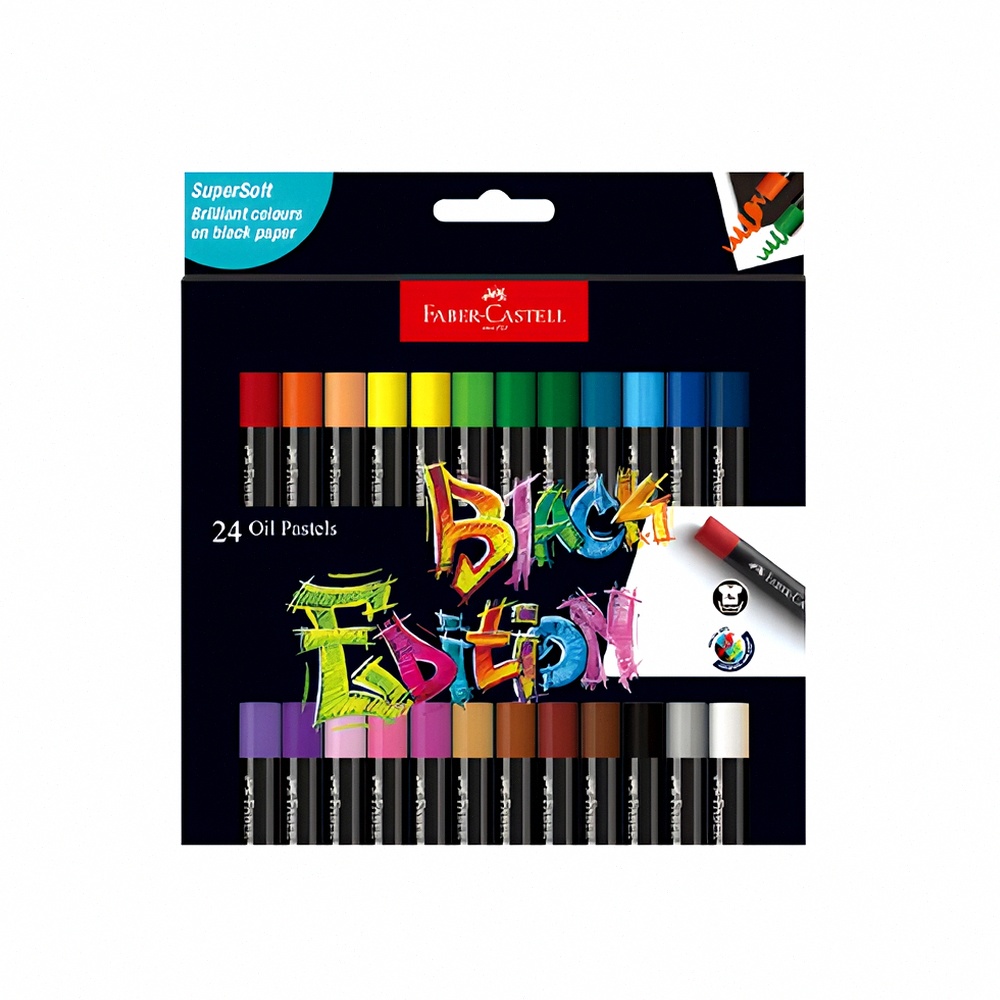 SuperSoft
Brilliant colours
on black paper
FABER-CASTELL
BLACK
24 Oil Pastels
EDITION